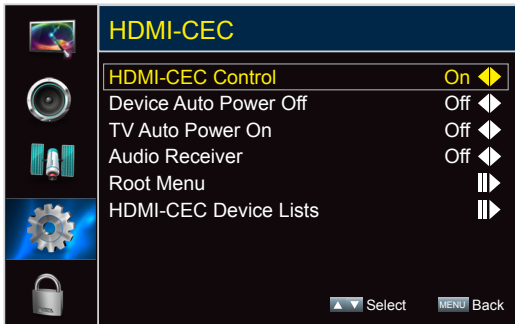 HDMI-CEC
HDMI-CEC Control On
Device Auto Power Off Off
TV Auto Power On Off
Audio Receiver Off
Root Menu
HDMI-CEC Device Lists
Select MENU Back